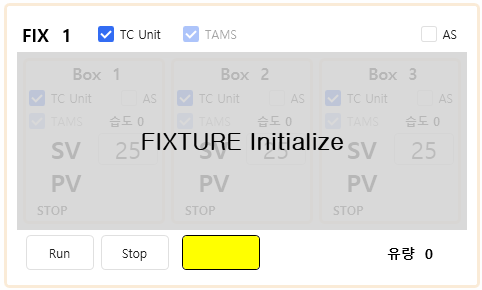 FIX 1 TC Unit TAMS AS
Box 1 Box 2 Box 3
TC Unit AS TC Unit AS TC Unit AS
TAMS 습도 0 TAMS 습도 0 TAMS 습도 0
FIXTURE Initialize
SV 25 SV 25 SV 25
PV PV PV
STOP STOP STOP
Run Stop 유량 0